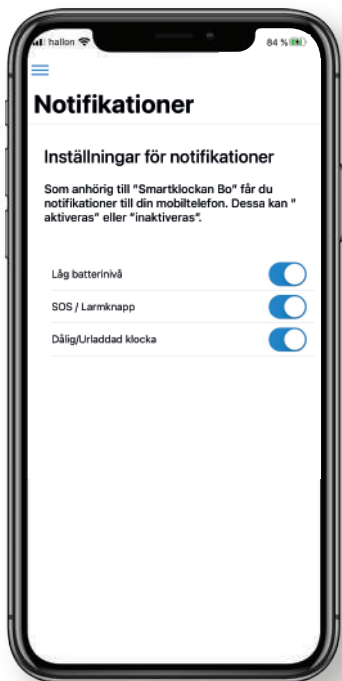 hallon 84 %
Notifikationer
Inställningar för notifikationer
Som anhörig till "Smartklockan Bo" får du
notifikationer till din mobiltelefon. Dessa kan "
aktiveras" eller "inaktiveras".
Låg batterinivå
SOS / Larmknapp
Dålig/Urladdad klocka